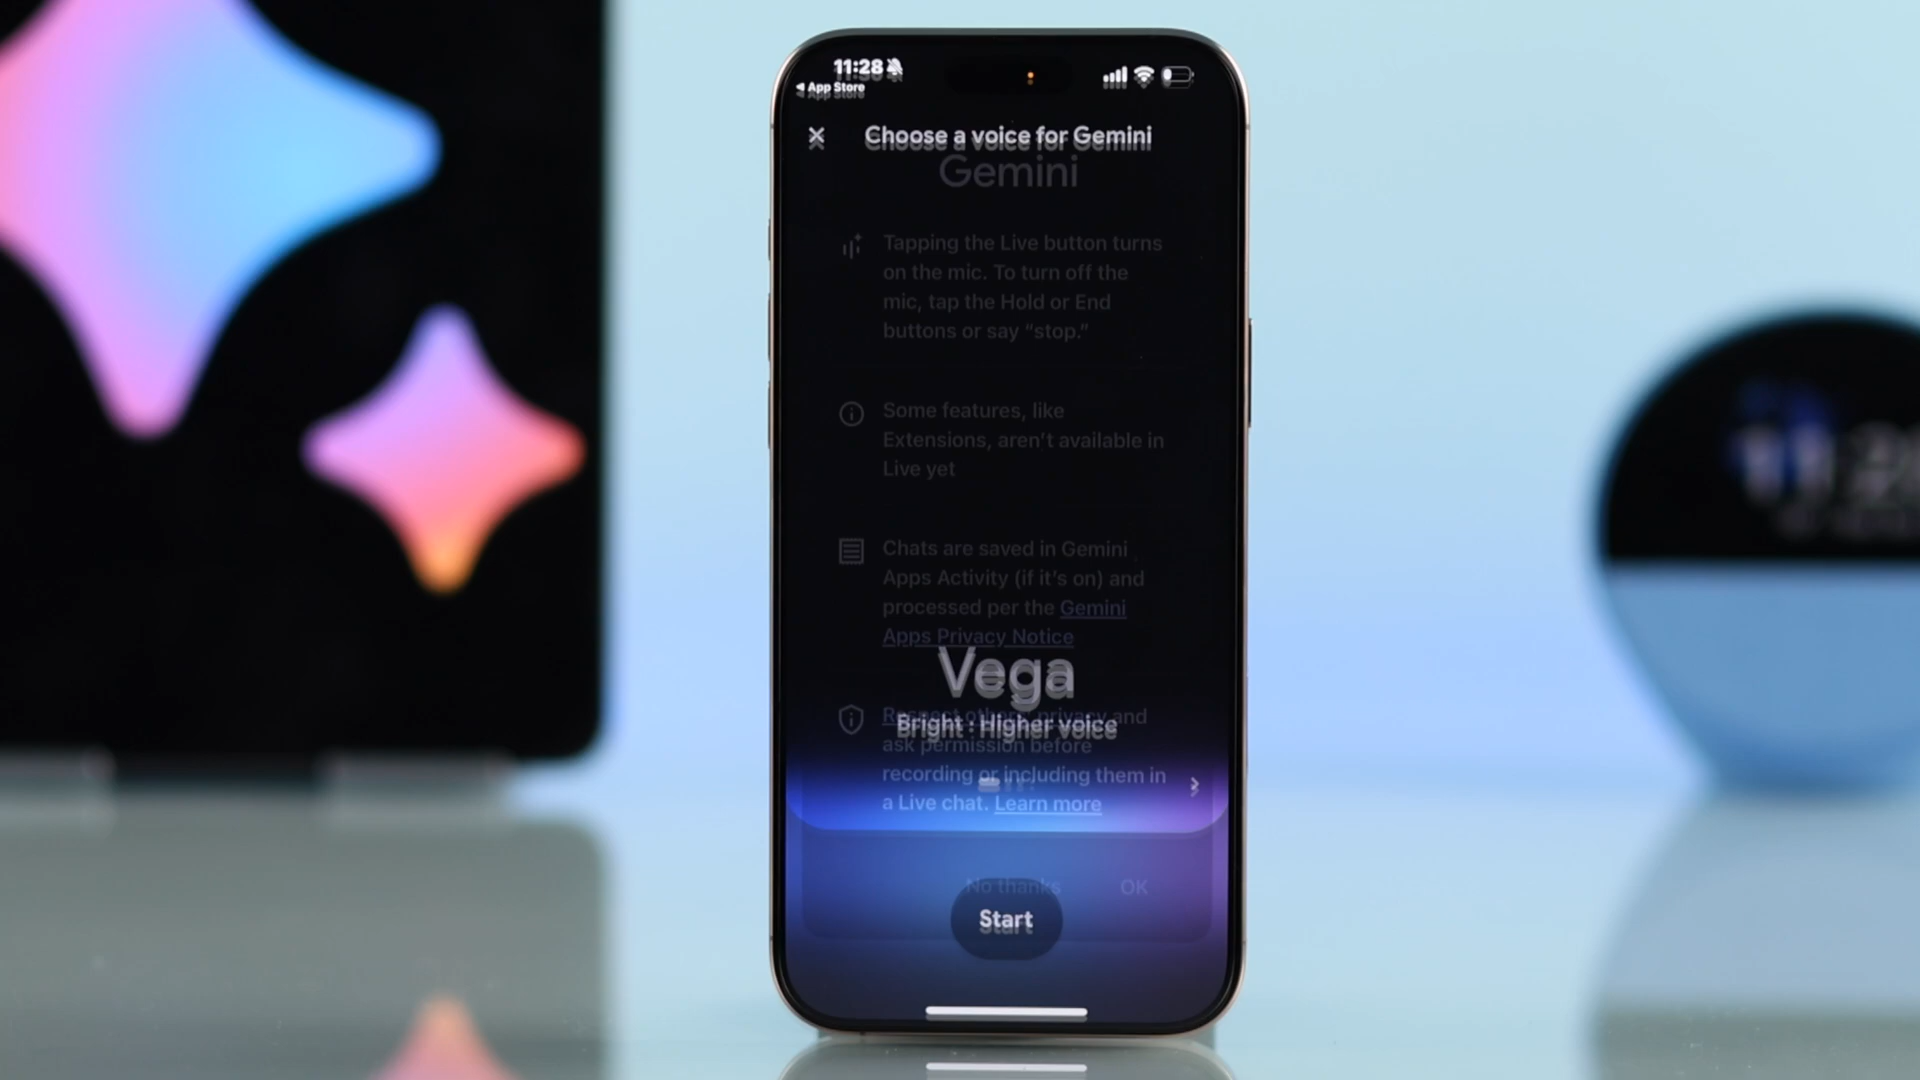 11:28
App Store
Choose a voice for Gemini
Gemini
Tapping the Live button turns
on the mic. To turn off the
mic, tap the Hold or End
buttons or say “stop.”
Some features, like
Extensions, aren’t available in
Live yet
Chats are saved in Gemini
Apps Activity (if it’s on) and
processed per the Gemini
Apps Privacy Notice
Vega
Respect others’ privacy and
Bright · Higher voice
ask permission before
recording or including them in
a Live chat. Learn more
No thanks OK
Start